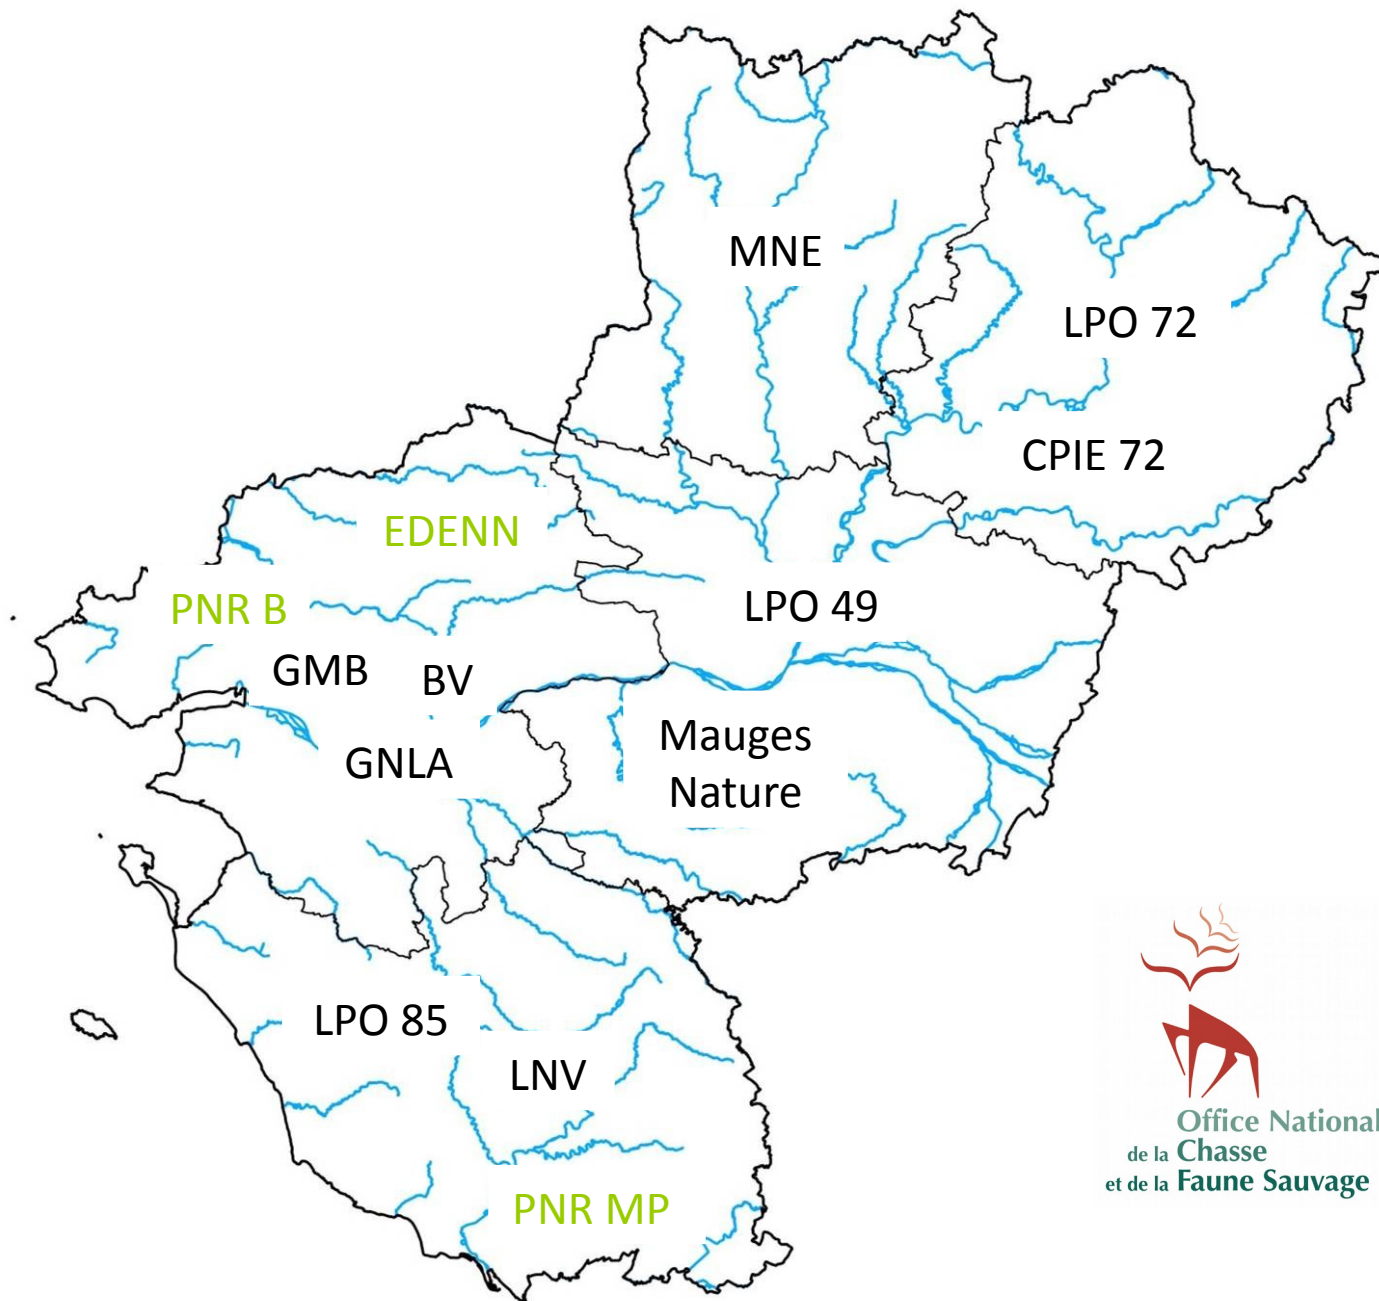 MNE
LPO 72
CPIE 72
EDENN
PNR B
LPO 49
GMB
BV
GNLA
Mauges
Nature
LPO 85
LNV
PNR MP
Office National
de la Chasse
et de la Faune Sauvage